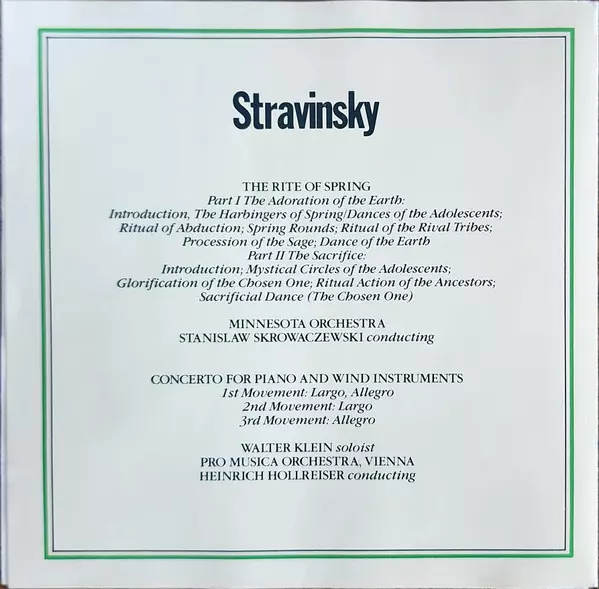 Stravinsky
THE RITE OF SPRING
Part I The Adoration of the Earth:
Introduction, The Harbingers of Spring/Dances of the Adolescents;
Ritual of Abduction; Spring Rounds; Ritual of the Rival Tribes;
Procession of the Sage; Dance of the Earth
Part II The Sacrifice:
Introduction; Mystical Circles of the Adolescents;
Glorification of the Chosen One; Ritual Action of the Ancestors;
Sacrificial Dance (The Chosen One)
MINNESOTA ORCHESTRA
STANISLAW SKROWACZEWSKI conducting
CONCERTO FOR PIANO AND WIND INSTRUMENTS
1st Movement: Largo, Allegro
2nd Movement: Largo
3rd Movement: Allegro
WALTER KLEIN soloist
PRO MUSICA ORCHESTRA, VIENNA
HEINRICH HOLLREISER conducting